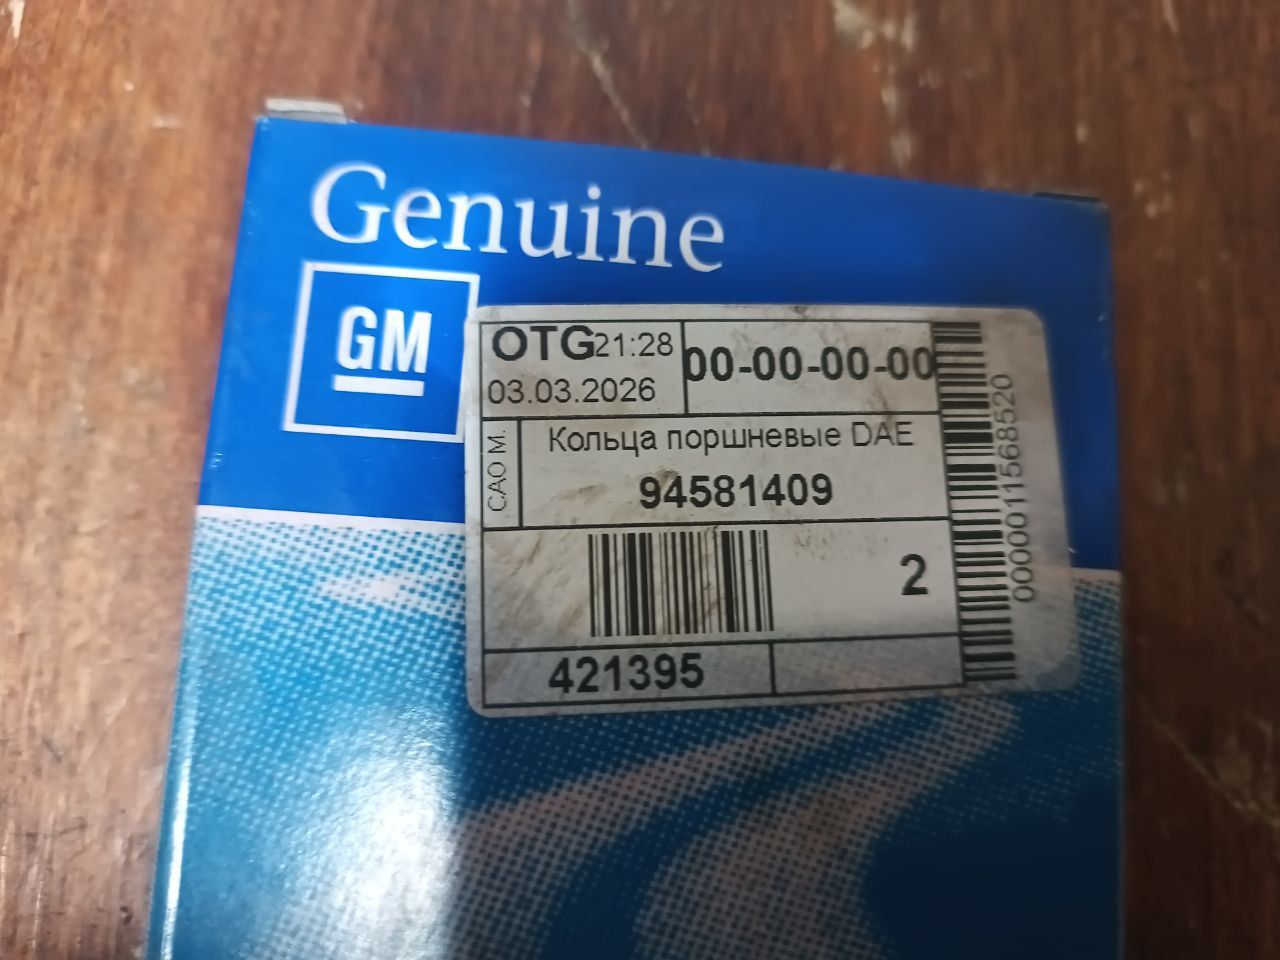 Genuine
GM
OTG 21:28
03.03.2026
00-00-00-00
САО М.
Кольца поршневые DAE
94581409
2
421395
0000011568520